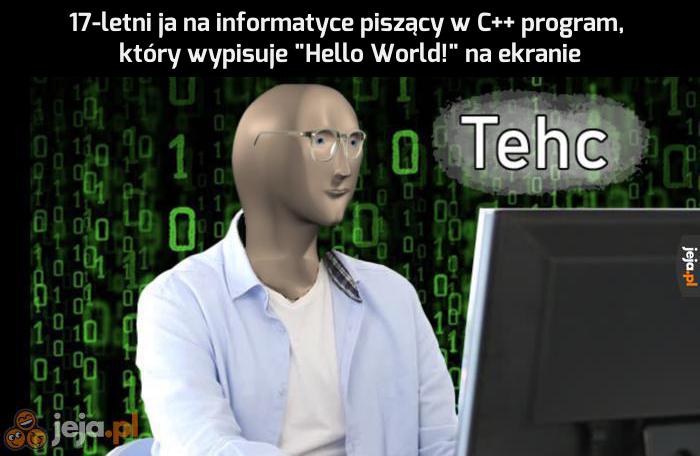 17-letni ja na informatyce piszący w C++ program,
który wypisuje "Hello World!" na ekranie
Tehc
jeja.pl
jeja.pl